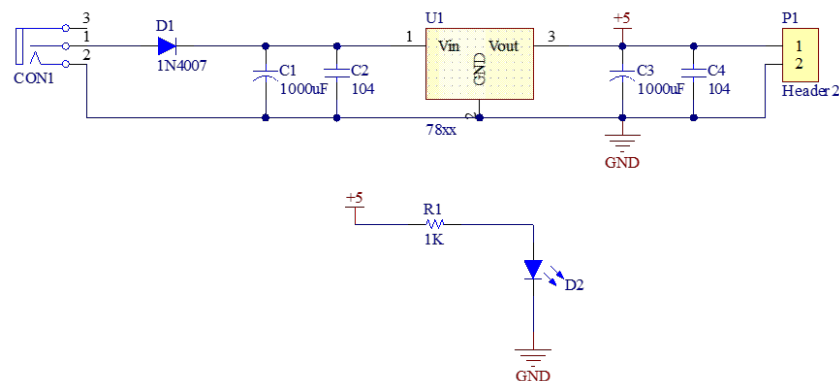 3
1
2
CON1
D1
1N4007
C1
1000uF
C2
104
U1
1
Vin
Vout
3
GND
2
78xx
+5
C3
1000uF
C4
104
GND
P1
1
2
Header 2
+5
R1
1K
D2
GND